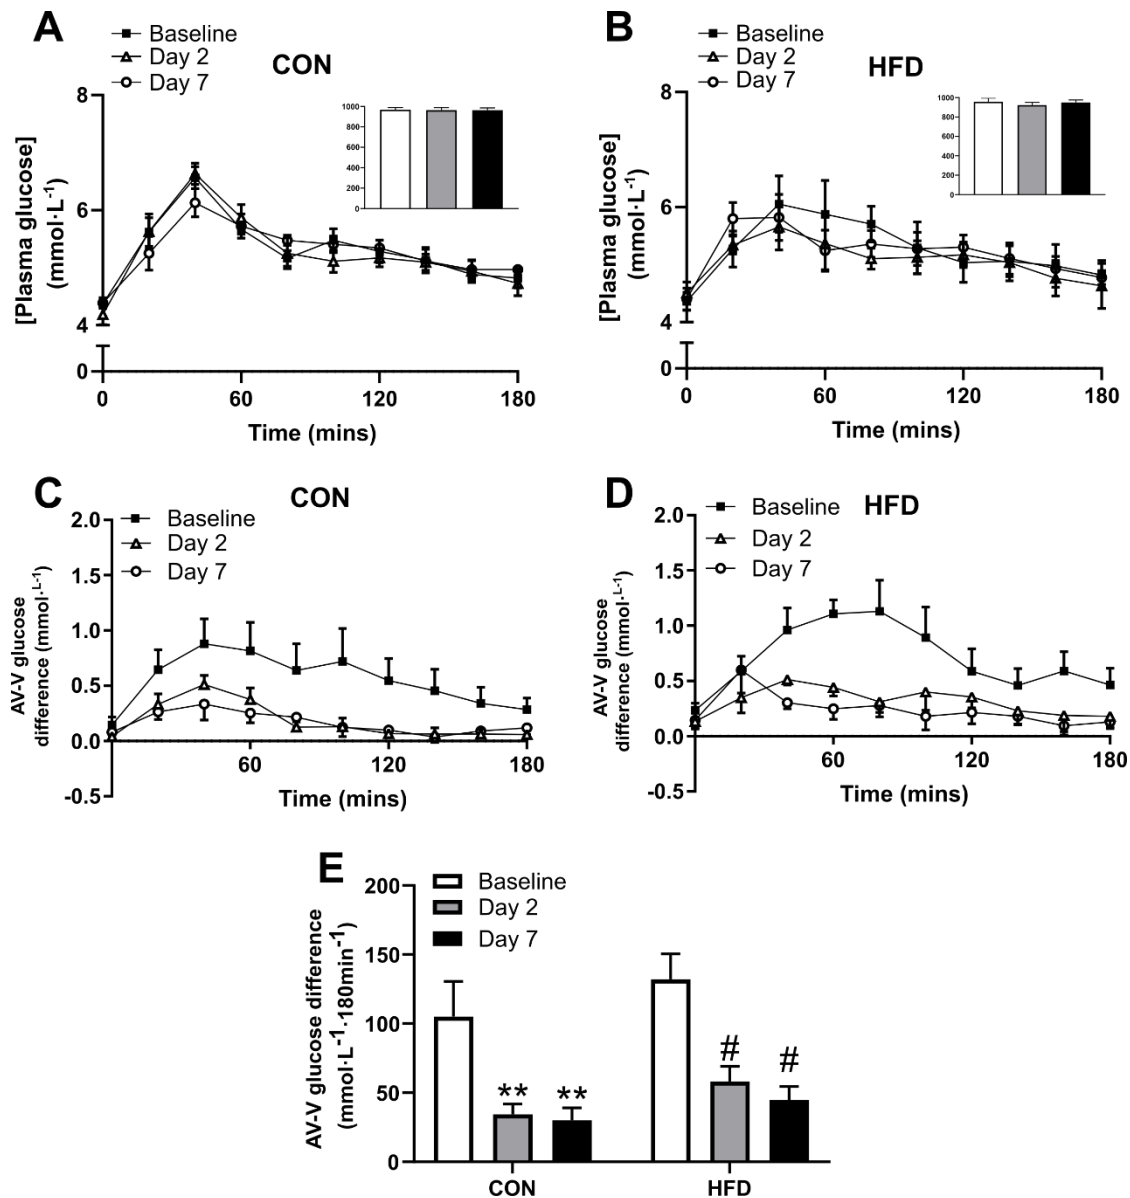 A
Baseline
Day 2
Day 7
CON
[Plasma glucose]
(mmol·L⁻¹)
8
6
4
0
0 60 120 180
Time (mins)
1000
800
600
400
200
0
B
Baseline
Day 2
Day 7
HFD
[Plasma glucose]
(mmol·L⁻¹)
8
6
4
0
0 60 120 180
Time (mins)
1000
800
600
400
200
0
C
CON
Baseline
Day 2
Day 7
AV-V glucose
difference (mmol·L⁻¹)
2.0
1.5
1.0
0.5
0.0
-0.5
60 120 180
Time (mins)
D
HFD
Baseline
Day 2
Day 7
AV-V glucose
difference (mmol·L⁻¹)
2.0
1.5
1.0
0.5
0.0
-0.5
60 120 180
Time (mins)
E
Baseline
Day 2
Day 7
AV-V glucose difference
(mmol·L⁻¹·180min⁻¹)
200
150
100
50
0
** **
# #
CON HFD